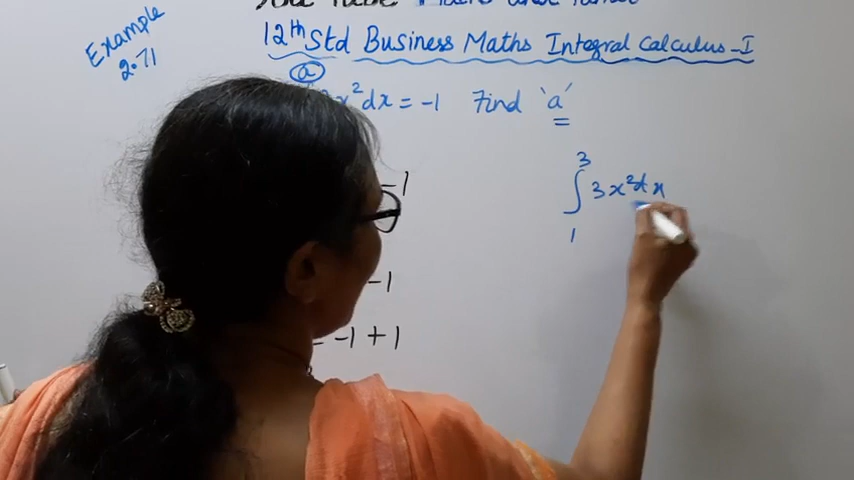 Example
2.71
12th Std Business Maths Integral Calculus-I
a
x² dx = -1 Find 'a'
3
∫ 3x² dx
1
-1
-1
= -1 + 1